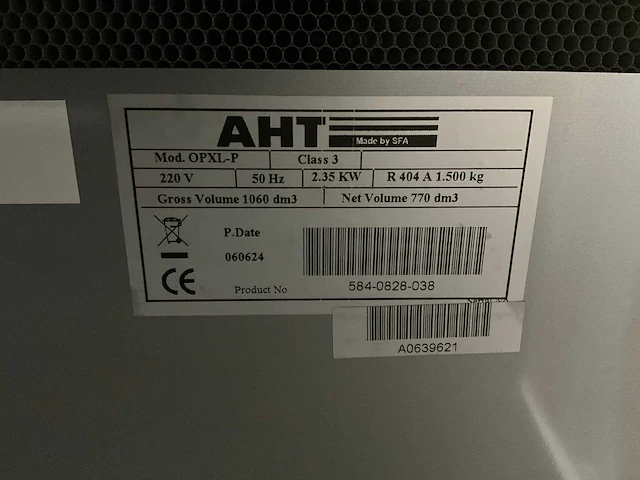 AHT
Made by SFA
Mod. OPXL-P Class 3
220 V 50 Hz 2.35 KW R 404 A 1.500 kg
Gross Volume 1060 dm3 Net Volume 770 dm3
P.Date
060624
CE
Product No 584-0828-038
A0639621